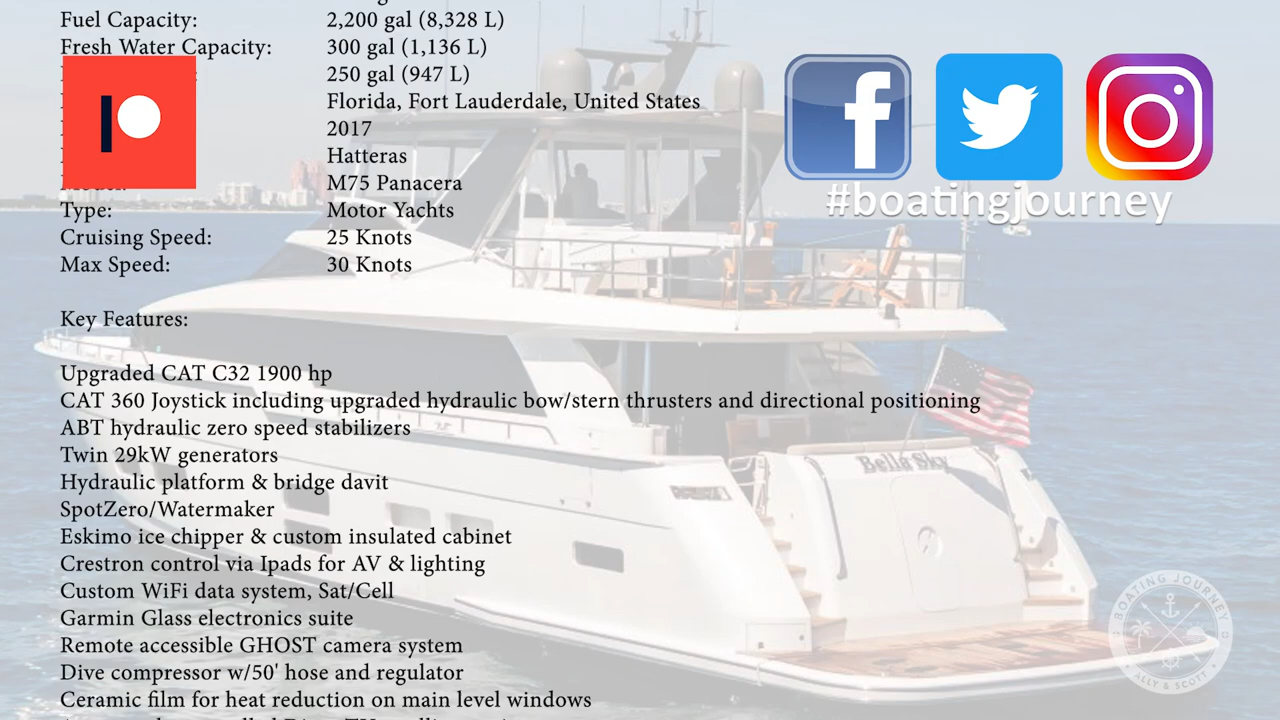 Fuel Capacity: 2,200 gal (8,328 L)
Fresh Water Capacity: 300 gal (1,136 L)
250 gal (947 L)
Florida, Fort Lauderdale, United States
2017
Hatteras
M75 Panacera
Type: Motor Yachts
Cruising Speed: 25 Knots
Max Speed: 30 Knots
Key Features:
Upgraded CAT C32 1900 hp
CAT 360 Joystick including upgraded hydraulic bow/stern thrusters and directional positioning
ABT hydraulic zero speed stabilizers
Twin 29kW generators
Hydraulic platform & bridge davit
SpotZero/Watermaker
Eskimo ice chipper & custom insulated cabinet
Crestron control via Ipads for AV & lighting
Custom WiFi data system, Sat/Cell
Garmin Glass electronics suite
Remote accessible GHOST camera system
Dive compressor w/50' hose and regulator
Ceramic film for heat reduction on main level windows
#boatingjourney
Bella Sky
BOATING JOURNEY
ALLY & SCOTT